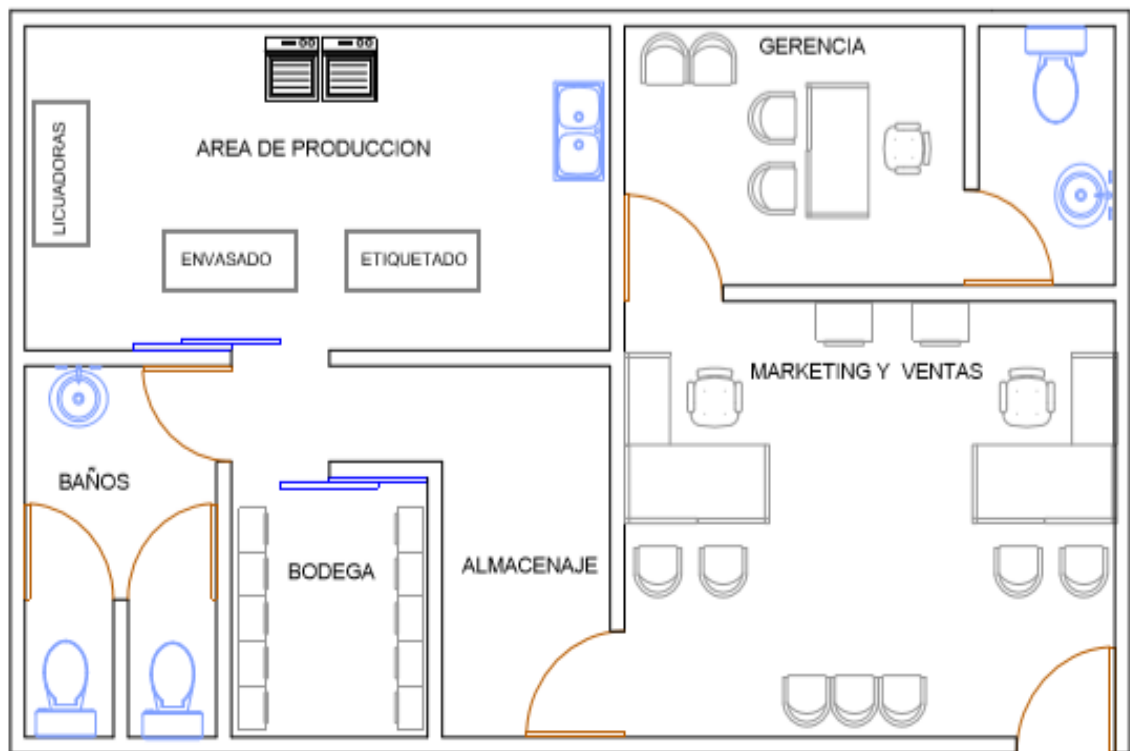 GERENCIA
AREA DE PRODUCCION
LICUADORAS
ENVASADO
ETIQUETADO
MARKETING Y VENTAS
BAÑOS
BODEGA
ALMACENAJE